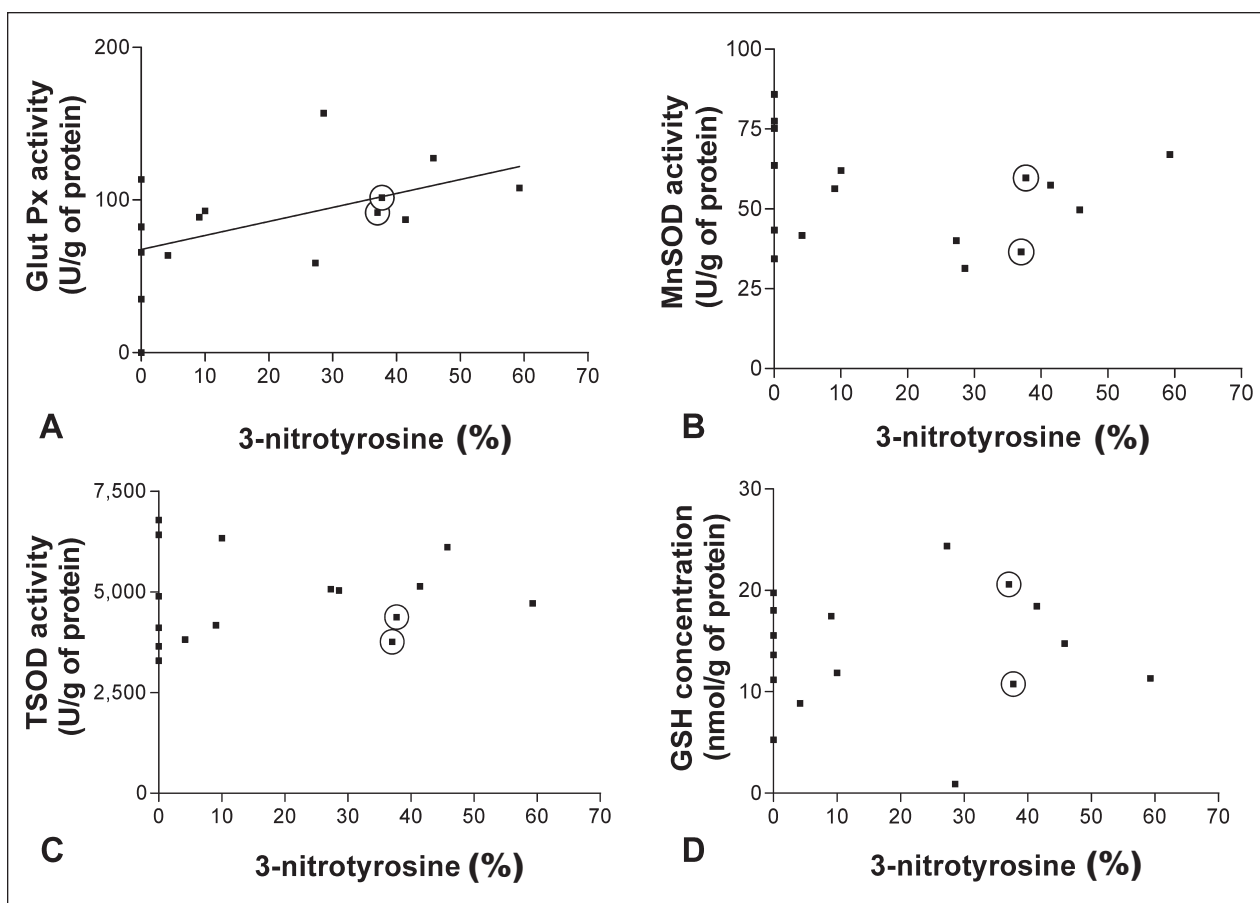 Glut Px activity
(U/g of protein)
200
100
0
0 10 20 30 40 50 60 70
A
3-nitrotyrosine (%)
MnSOD activity
(U/g of protein)
100
75
50
25
0
0 10 20 30 40 50 60 70
B
3-nitrotyrosine (%)
TSOD activity
(U/g of protein)
7,500
5,000
2,500
0
0 10 20 30 40 50 60 70
C
3-nitrotyrosine (%)
GSH concentration
(nmol/g of protein)
30
20
10
0
0 10 20 30 40 50 60 70
D
3-nitrotyrosine (%)